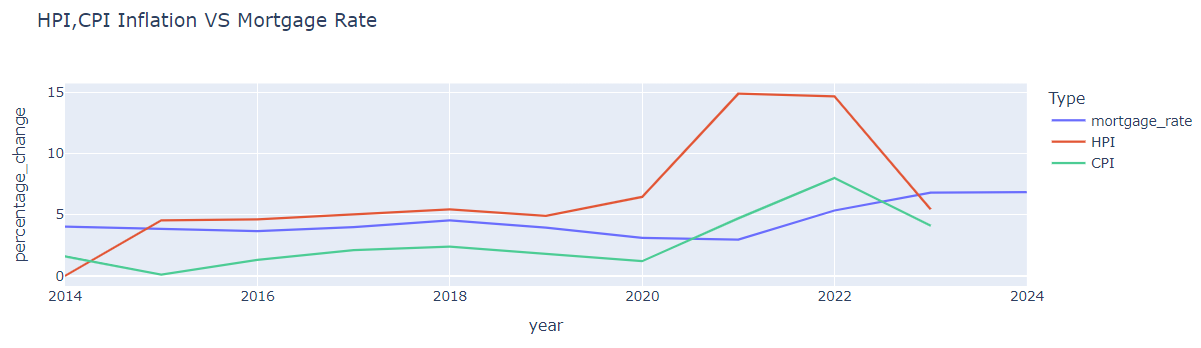 HPI,CPI Inflation VS Mortgage Rate
percentage_change
15
10
5
0
2014
2016
2018
2020
2022
2024
year
Type
mortgage_rate
HPI
CPI